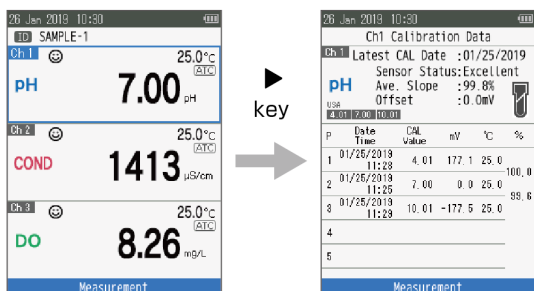 26 Jan 2019 10:30
ID SAMPLE-1
Ch 1 25.0°C
ATC
pH 7.00 pH
Ch 2 25.0°C
ATC
COND 1413 µS/cm
Ch 3 25.0°C
ATC
DO 8.26 mg/L
Measurement
key
26 Jan 2019 10:30
Ch1 Calibration Data
Ch 1 Latest CAL Date :01/25/2019
Sensor Status:Excellent
pH Ave. Slope :99.8%
Offset :0.0mV
USA
4.01 7.00 10.01
P Date Time CAL Value mV °C %
1 01/25/2019 11:28 4.01 177.1 25.0
100.0
2 01/25/2019 11:25 7.00 0.0 25.0
99.6
3 01/25/2019 11:29 10.01 -177.5 25.0
4
5
Measurement